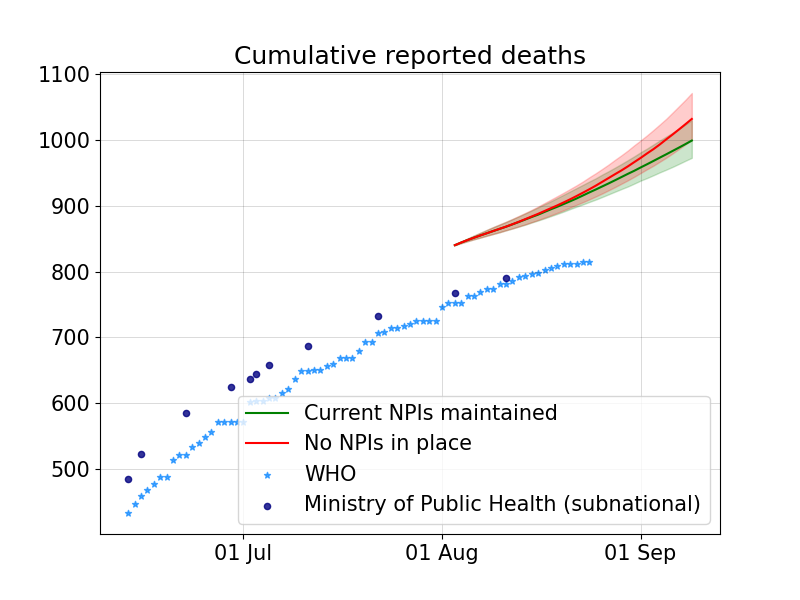 Cumulative reported deaths
1100
1000
900
800
700
600
500
Current NPIs maintained
No NPIs in place
WHO
Ministry of Public Health (subnational)
01 Jul
01 Aug
01 Sep